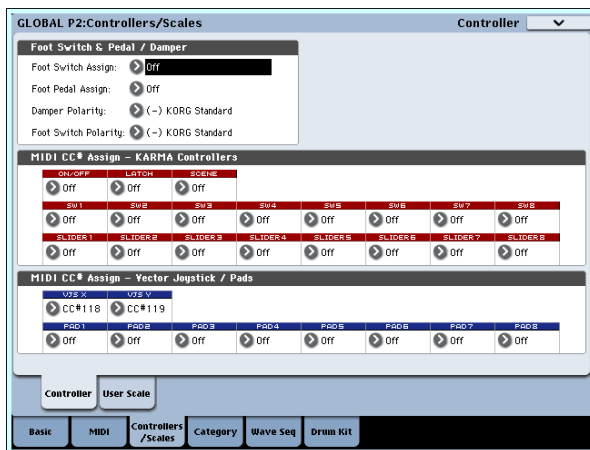 GLOBAL P2:Controllers/Scales Controller
Foot Switch & Pedal / Damper
Foot Switch Assign: Off
Foot Pedal Assign: Off
Damper Polarity: (-) KORG Standard
Foot Switch Polarity: (-) KORG Standard
MIDI CC# Assign - KARMA Controllers
ON/OFF LATCH SCENE
Off Off Off
SW1 SW2 SW3 SW4 SW5 SW6 SW7 SW8
Off Off Off Off Off Off Off Off
SLIDER1 SLIDER2 SLIDER3 SLIDER4 SLIDER5 SLIDER6 SLIDER7 SLIDER8
Off Off Off Off Off Off Off Off
MIDI CC# Assign - Vector Joystick / Pads
VJS X VJS Y
CC#118 CC#119
PAD1 PAD2 PAD3 PAD4 PAD5 PAD6 PAD7 PAD8
Off Off Off Off Off Off Off Off
Controller User Scale
Basic MIDI Controllers /Scales Category Wave Seq Drum Kit